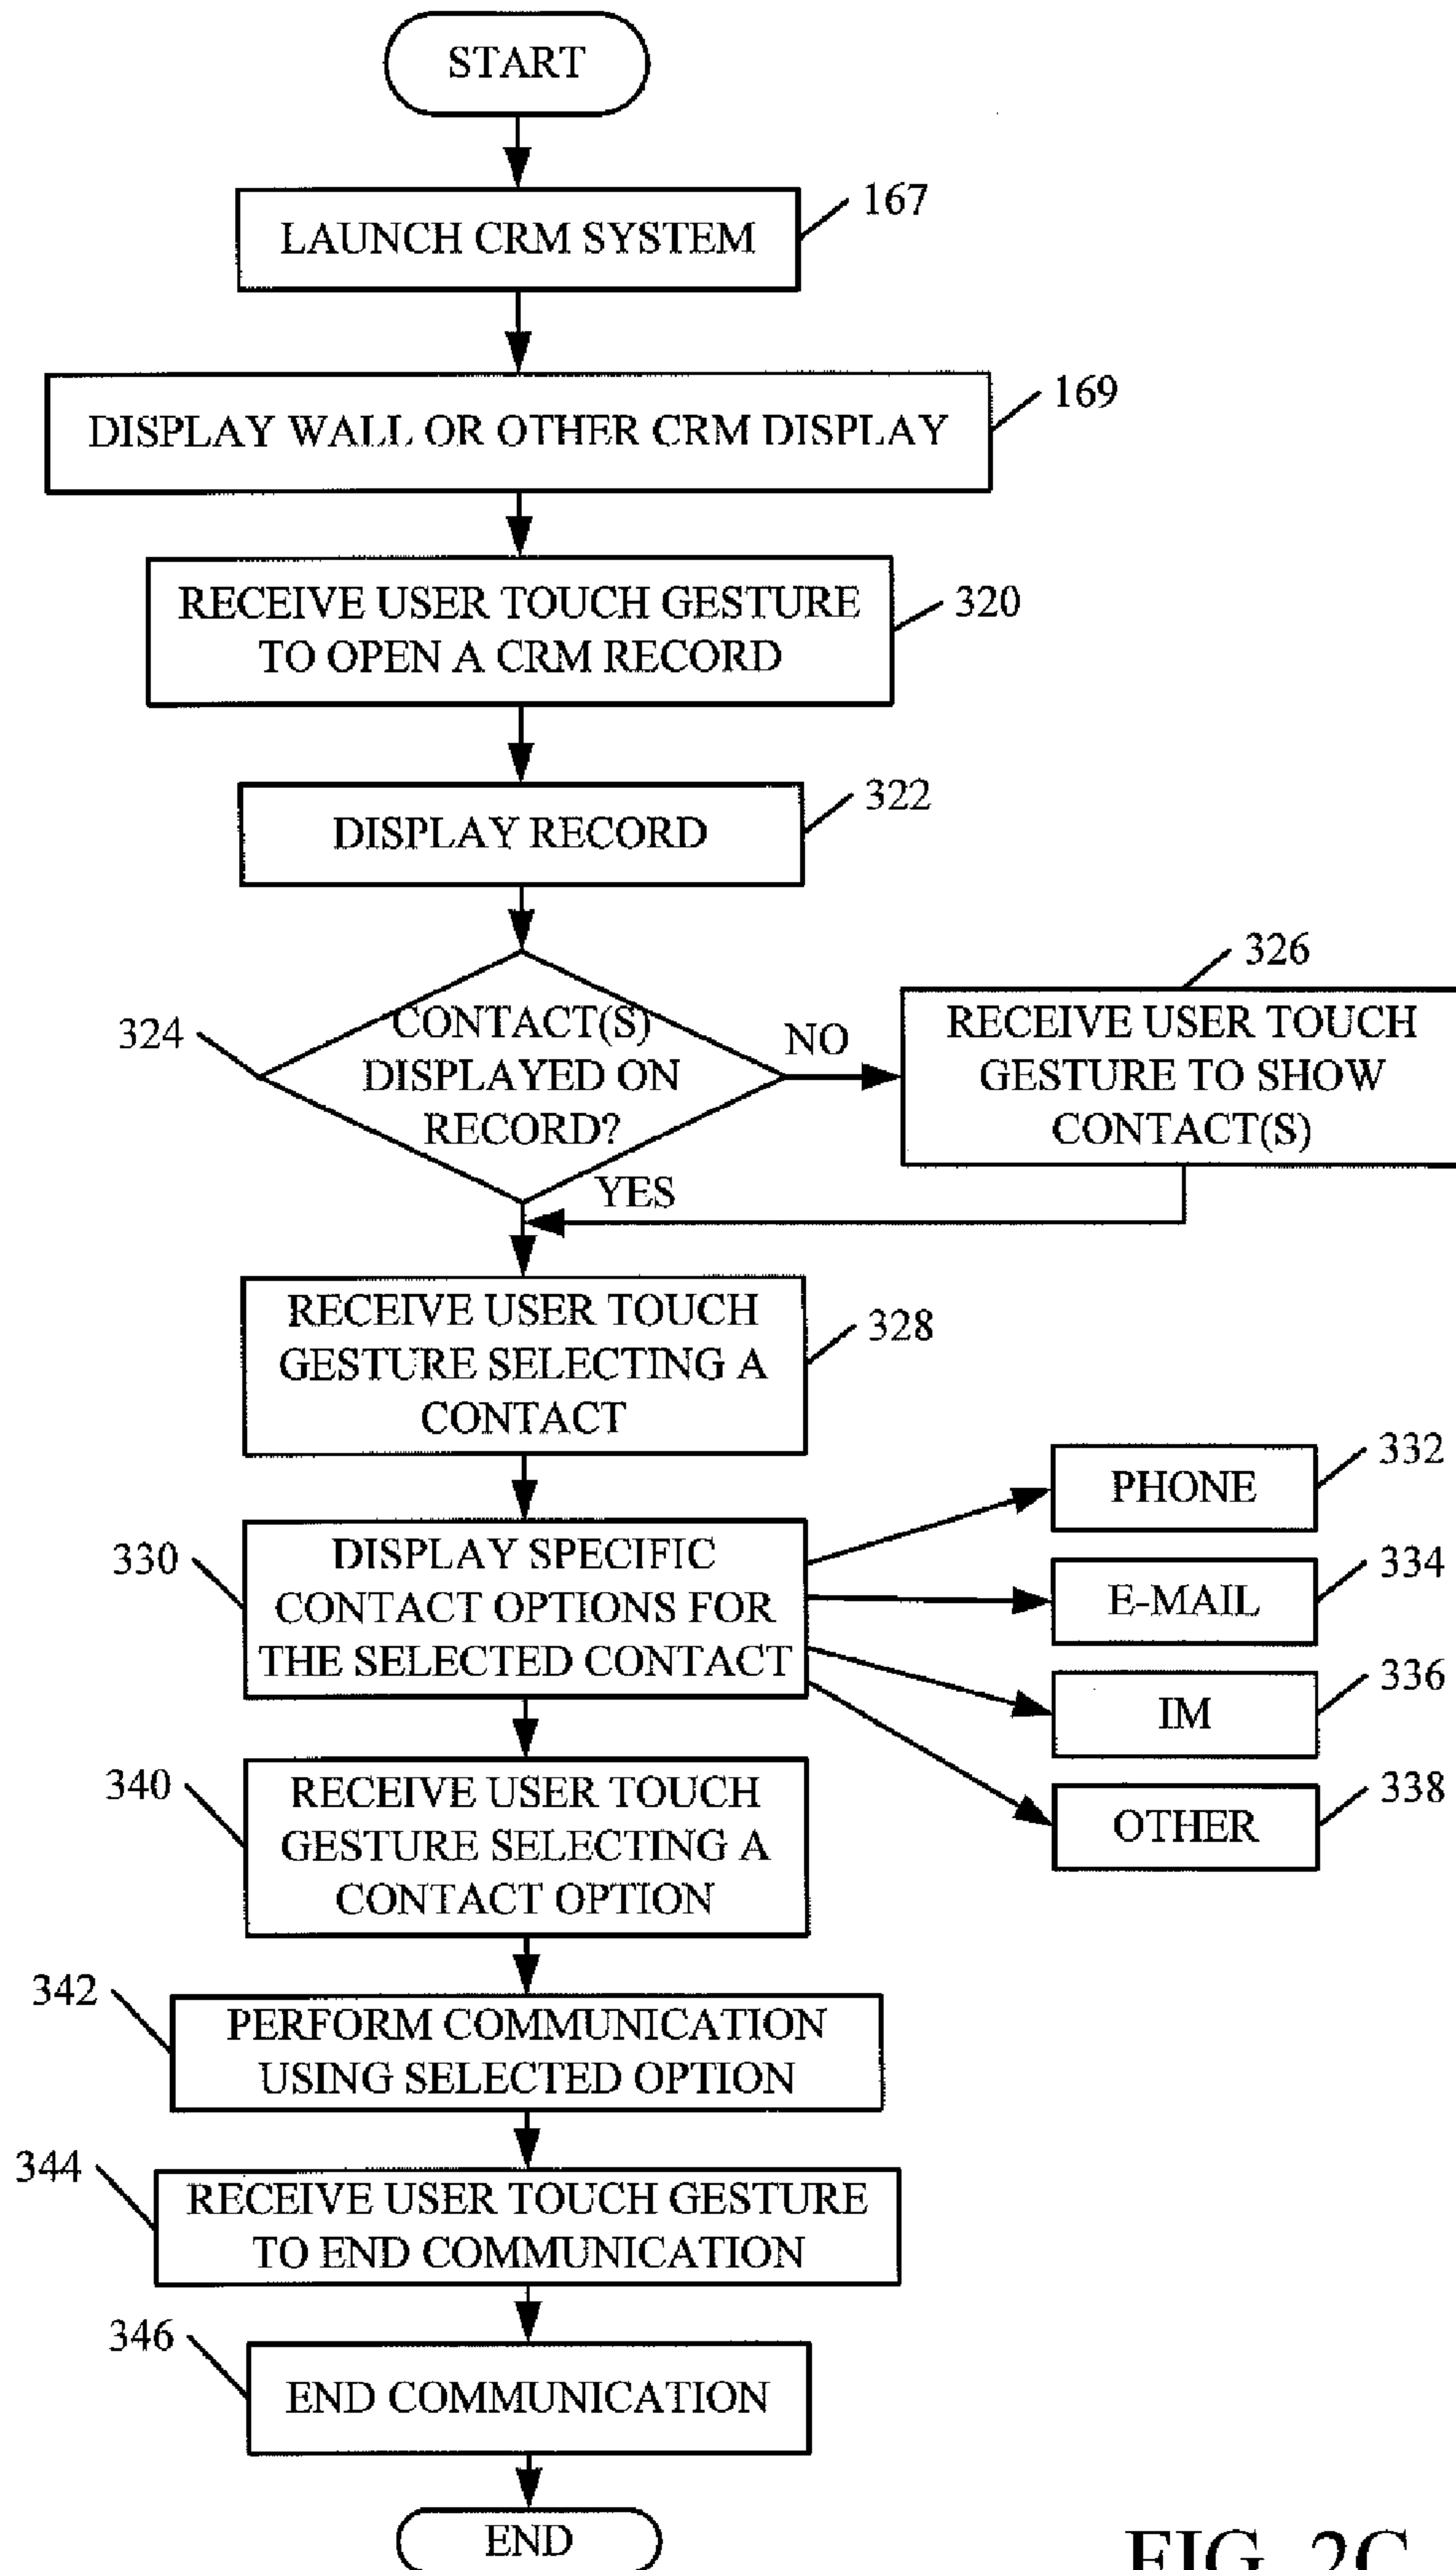 START
LAUNCH CRM SYSTEM
167
DISPLAY WALL OR OTHER CRM DISPLAY
169
RECEIVE USER TOUCH GESTURE
TO OPEN A CRM RECORD
320
DISPLAY RECORD
322
324
CONTACT(S)
DISPLAYED ON
RECORD?
NO
YES
326
RECEIVE USER TOUCH
GESTURE TO SHOW
CONTACT(S)
RECEIVE USER TOUCH
GESTURE SELECTING A
CONTACT
328
330
DISPLAY SPECIFIC
CONTACT OPTIONS FOR
THE SELECTED CONTACT
PHONE
332
E-MAIL
334
IM
336
OTHER
338
340
RECEIVE USER TOUCH
GESTURE SELECTING A
CONTACT OPTION
342
PERFORM COMMUNICATION
USING SELECTED OPTION
344
RECEIVE USER TOUCH GESTURE
TO END COMMUNICATION
346
END COMMUNICATION
END
FIG. 2C